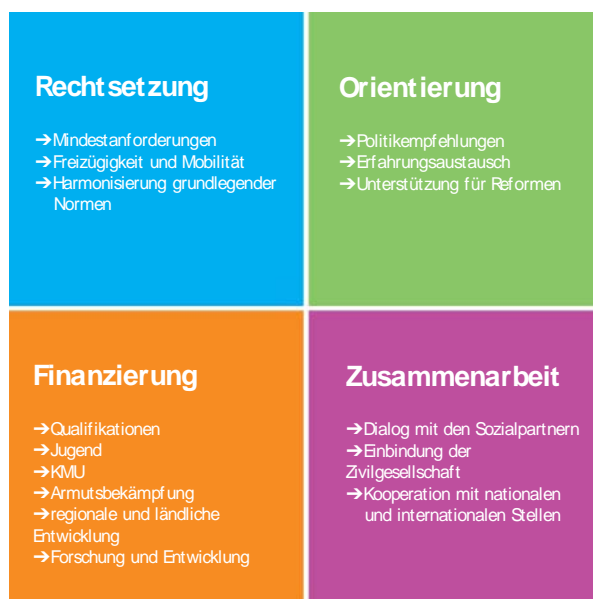 Rechtsetzung
➔Mindestanforderungen
➔Freizügigkeit und Mobilität
➔Harmonisierung grundlegender
Normen
Orientierung
➔Politikempfehlungen
➔Erfahrungsaustausch
➔Unterstützung für Reformen
Finanzierung
➔Qualifikationen
➔Jugend
➔KMU
➔Armutsbekämpfung
➔regionale und ländliche
Entwicklung
➔Forschung und Entwicklung
Zusammenarbeit
➔Dialog mit den Sozialpartnern
➔Einbindung der
Zivilgesellschaft
➔Kooperation mit nationalen
und internationalen Stellen